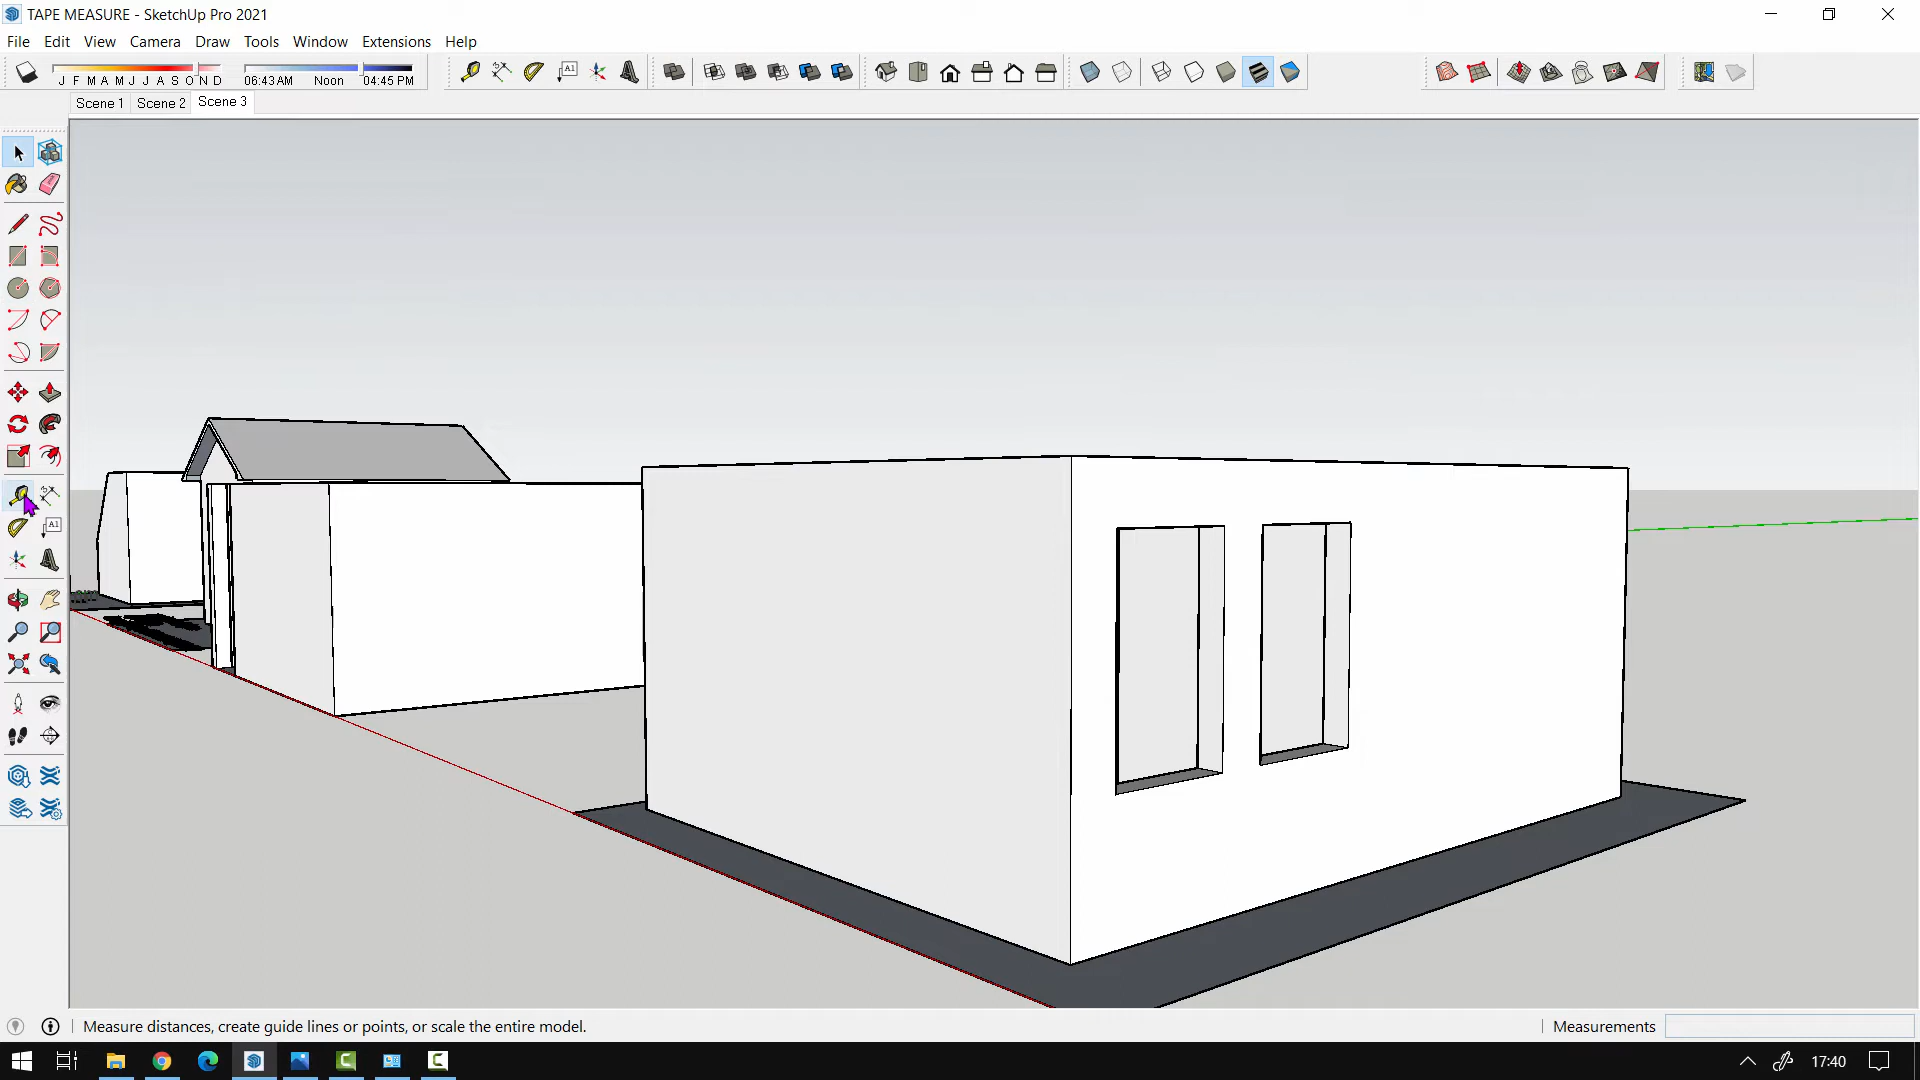 TAPE MEASURE - SketchUp Pro 2021
File Edit View Camera Draw Tools Window Extensions Help
J F M A M J J A S O N D
06:43 AM Noon 04:45 PM
A1
Scene 1 Scene 2 Scene 3
A1
Measure distances, create guide lines or points, or scale the entire model.
Measurements
17:40